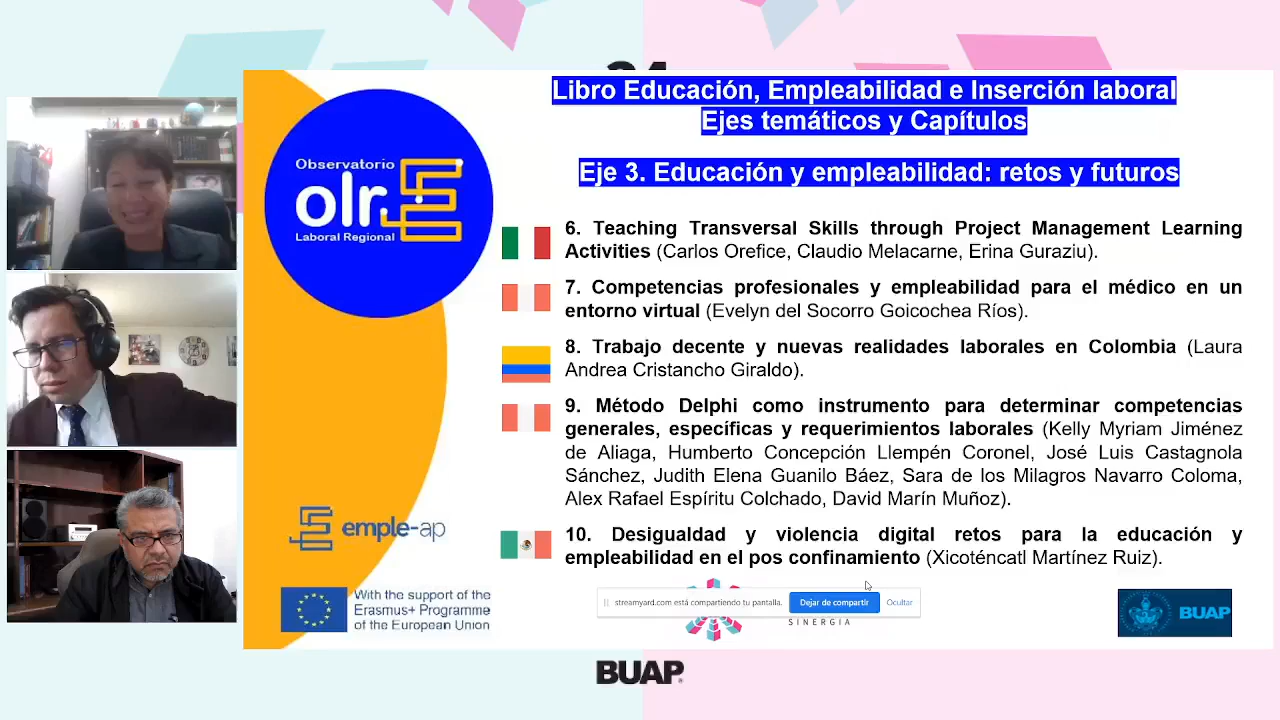 Libro Educación, Empleabilidad e Inserción laboral
Ejes temáticos y Capítulos
Eje 3. Educación y empleabilidad: retos y futuros
Observatorio
olr.
Laboral Regional
6. Teaching Transversal Skills through Project Management Learning
Activities (Carlos Orefice, Claudio Melacarne, Erina Guraziu).
7. Competencias profesionales y empleabilidad para el médico en un
entorno virtual (Evelyn del Socorro Goicochea Ríos).
8. Trabajo decente y nuevas realidades laborales en Colombia (Laura
Andrea Cristancho Giraldo).
9. Método Delphi como instrumento para determinar competencias
generales, específicas y requerimientos laborales (Kelly Myriam Jiménez
de Aliaga, Humberto Concepción Llempén Coronel, José Luis Castagnola
Sánchez, Judith Elena Guanilo Báez, Sara de los Milagros Navarro Coloma,
Alex Rafael Espíritu Colchado, David Marín Muñoz).
10. Desigualdad y violencia digital retos para la educación y
empleabilidad en el pos confinamiento (Xicoténcatl Martínez Ruiz).
emple-ap
With the support of the
Erasmus+ Programme
of the European Union
streamyard.com está compartiendo tu pantalla.
Dejar de compartir
Ocultar
SINERGIA
BUAP
BUAP